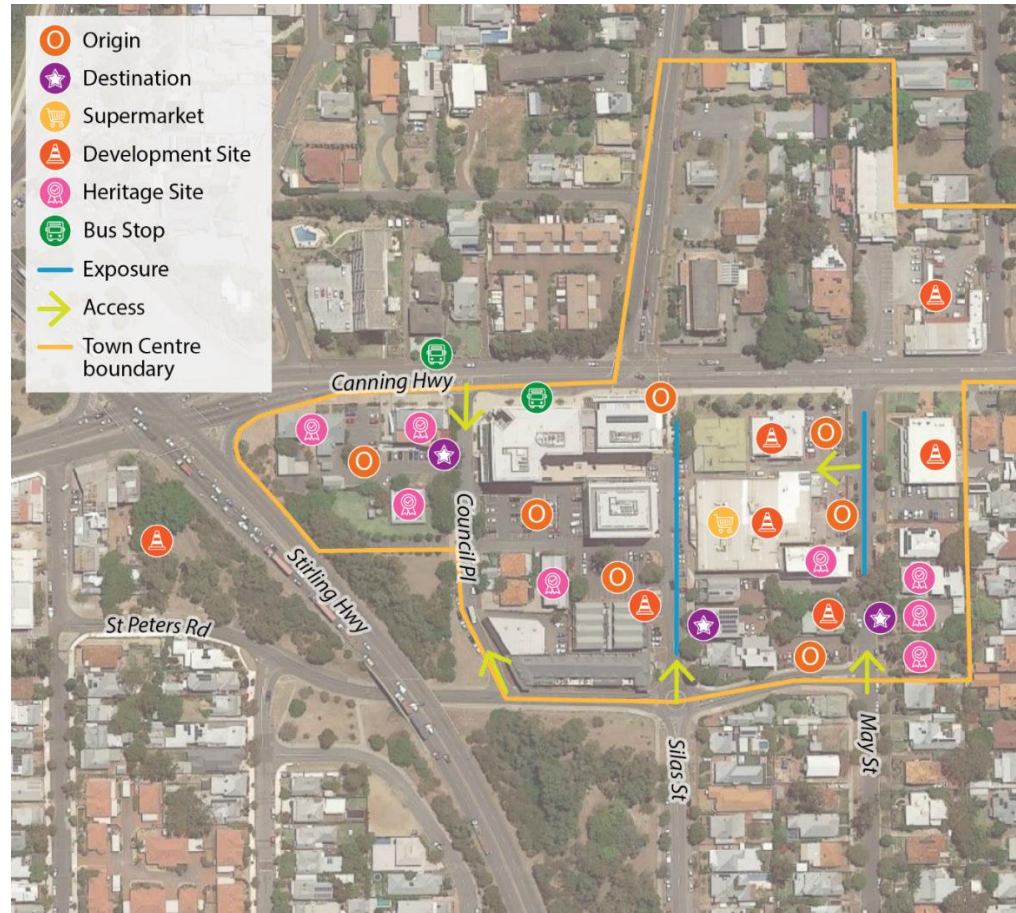 Origin
Destination
Supermarket
Development Site
Heritage Site
Bus Stop
Exposure
Access
Town Centre
boundary
Canning Hwy
Council Pl
Stirling Hwy
St Peters Rd
Silas St
May St